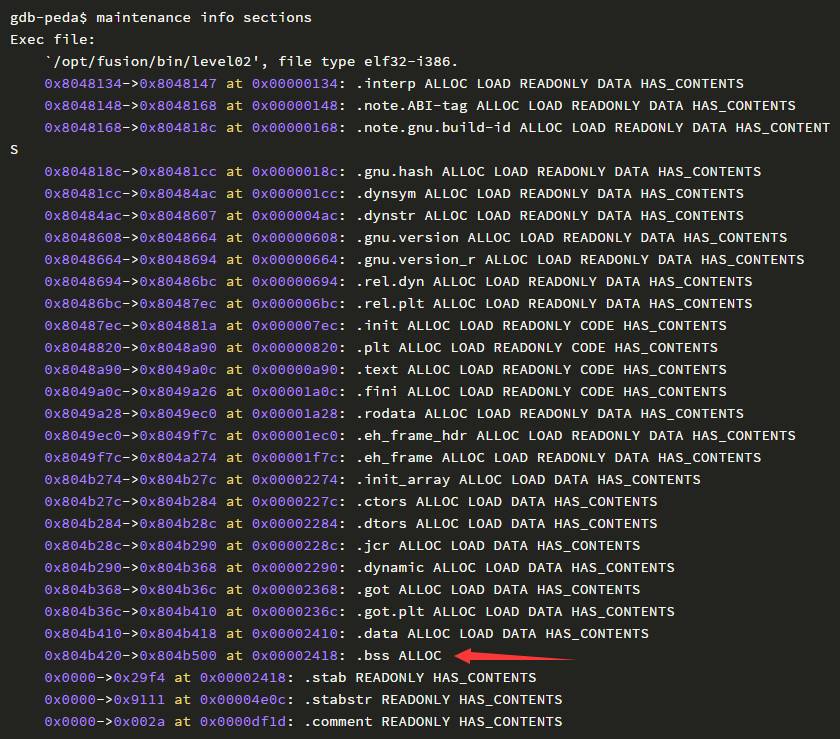 gdb-peda$ maintenance info sections
Exec file:
`/opt/fusion/bin/level02', file type elf32-i386.
0x8048134->0x8048147 at 0x00000134: .interp ALLOC LOAD READONLY DATA HAS_CONTENTS
0x8048148->0x8048168 at 0x00000148: .note.ABI-tag ALLOC LOAD READONLY DATA HAS_CONTENTS
0x8048168->0x804818c at 0x00000168: .note.gnu.build-id ALLOC LOAD READONLY DATA HAS_CONTENT
S
0x804818c->0x80481cc at 0x0000018c: .gnu.hash ALLOC LOAD READONLY DATA HAS_CONTENTS
0x80481cc->0x80484ac at 0x000001cc: .dynsym ALLOC LOAD READONLY DATA HAS_CONTENTS
0x80484ac->0x8048607 at 0x000004ac: .dynstr ALLOC LOAD READONLY DATA HAS_CONTENTS
0x8048608->0x8048664 at 0x00000608: .gnu.version ALLOC LOAD READONLY DATA HAS_CONTENTS
0x8048664->0x8048694 at 0x00000664: .gnu.version_r ALLOC LOAD READONLY DATA HAS_CONTENTS
0x8048694->0x80486bc at 0x00000694: .rel.dyn ALLOC LOAD READONLY DATA HAS_CONTENTS
0x80486bc->0x80487ec at 0x000006bc: .rel.plt ALLOC LOAD READONLY DATA HAS_CONTENTS
0x80487ec->0x804881a at 0x000007ec: .init ALLOC LOAD READONLY CODE HAS_CONTENTS
0x8048820->0x8048a90 at 0x00000820: .plt ALLOC LOAD READONLY CODE HAS_CONTENTS
0x8048a90->0x8049a0c at 0x00000a90: .text ALLOC LOAD READONLY CODE HAS_CONTENTS
0x8049a0c->0x8049a26 at 0x00001a0c: .fini ALLOC LOAD READONLY CODE HAS_CONTENTS
0x8049a28->0x8049ec0 at 0x00001a28: .rodata ALLOC LOAD READONLY DATA HAS_CONTENTS
0x8049ec0->0x8049f7c at 0x00001ec0: .eh_frame_hdr ALLOC LOAD READONLY DATA HAS_CONTENTS
0x8049f7c->0x804a274 at 0x00001f7c: .eh_frame ALLOC LOAD READONLY DATA HAS_CONTENTS
0x804b274->0x804b27c at 0x00002274: .init_array ALLOC LOAD DATA HAS_CONTENTS
0x804b27c->0x804b284 at 0x0000227c: .ctors ALLOC LOAD DATA HAS_CONTENTS
0x804b284->0x804b28c at 0x00002284: .dtors ALLOC LOAD DATA HAS_CONTENTS
0x804b28c->0x804b290 at 0x0000228c: .jcr ALLOC LOAD DATA HAS_CONTENTS
0x804b290->0x804b368 at 0x00002290: .dynamic ALLOC LOAD DATA HAS_CONTENTS
0x804b368->0x804b36c at 0x00002368: .got ALLOC LOAD DATA HAS_CONTENTS
0x804b36c->0x804b410 at 0x0000236c: .got.plt ALLOC LOAD DATA HAS_CONTENTS
0x804b410->0x804b418 at 0x00002410: .data ALLOC LOAD DATA HAS_CONTENTS
0x804b420->0x804b500 at 0x00002418: .bss ALLOC
0x0000->0x29f4 at 0x00002418: .stab READONLY HAS_CONTENTS
0x0000->0x9111 at 0x00004e0c: .stabstr READONLY HAS_CONTENTS
0x0000->0x002a at 0x0000df1d: .comment READONLY HAS_CONTENTS